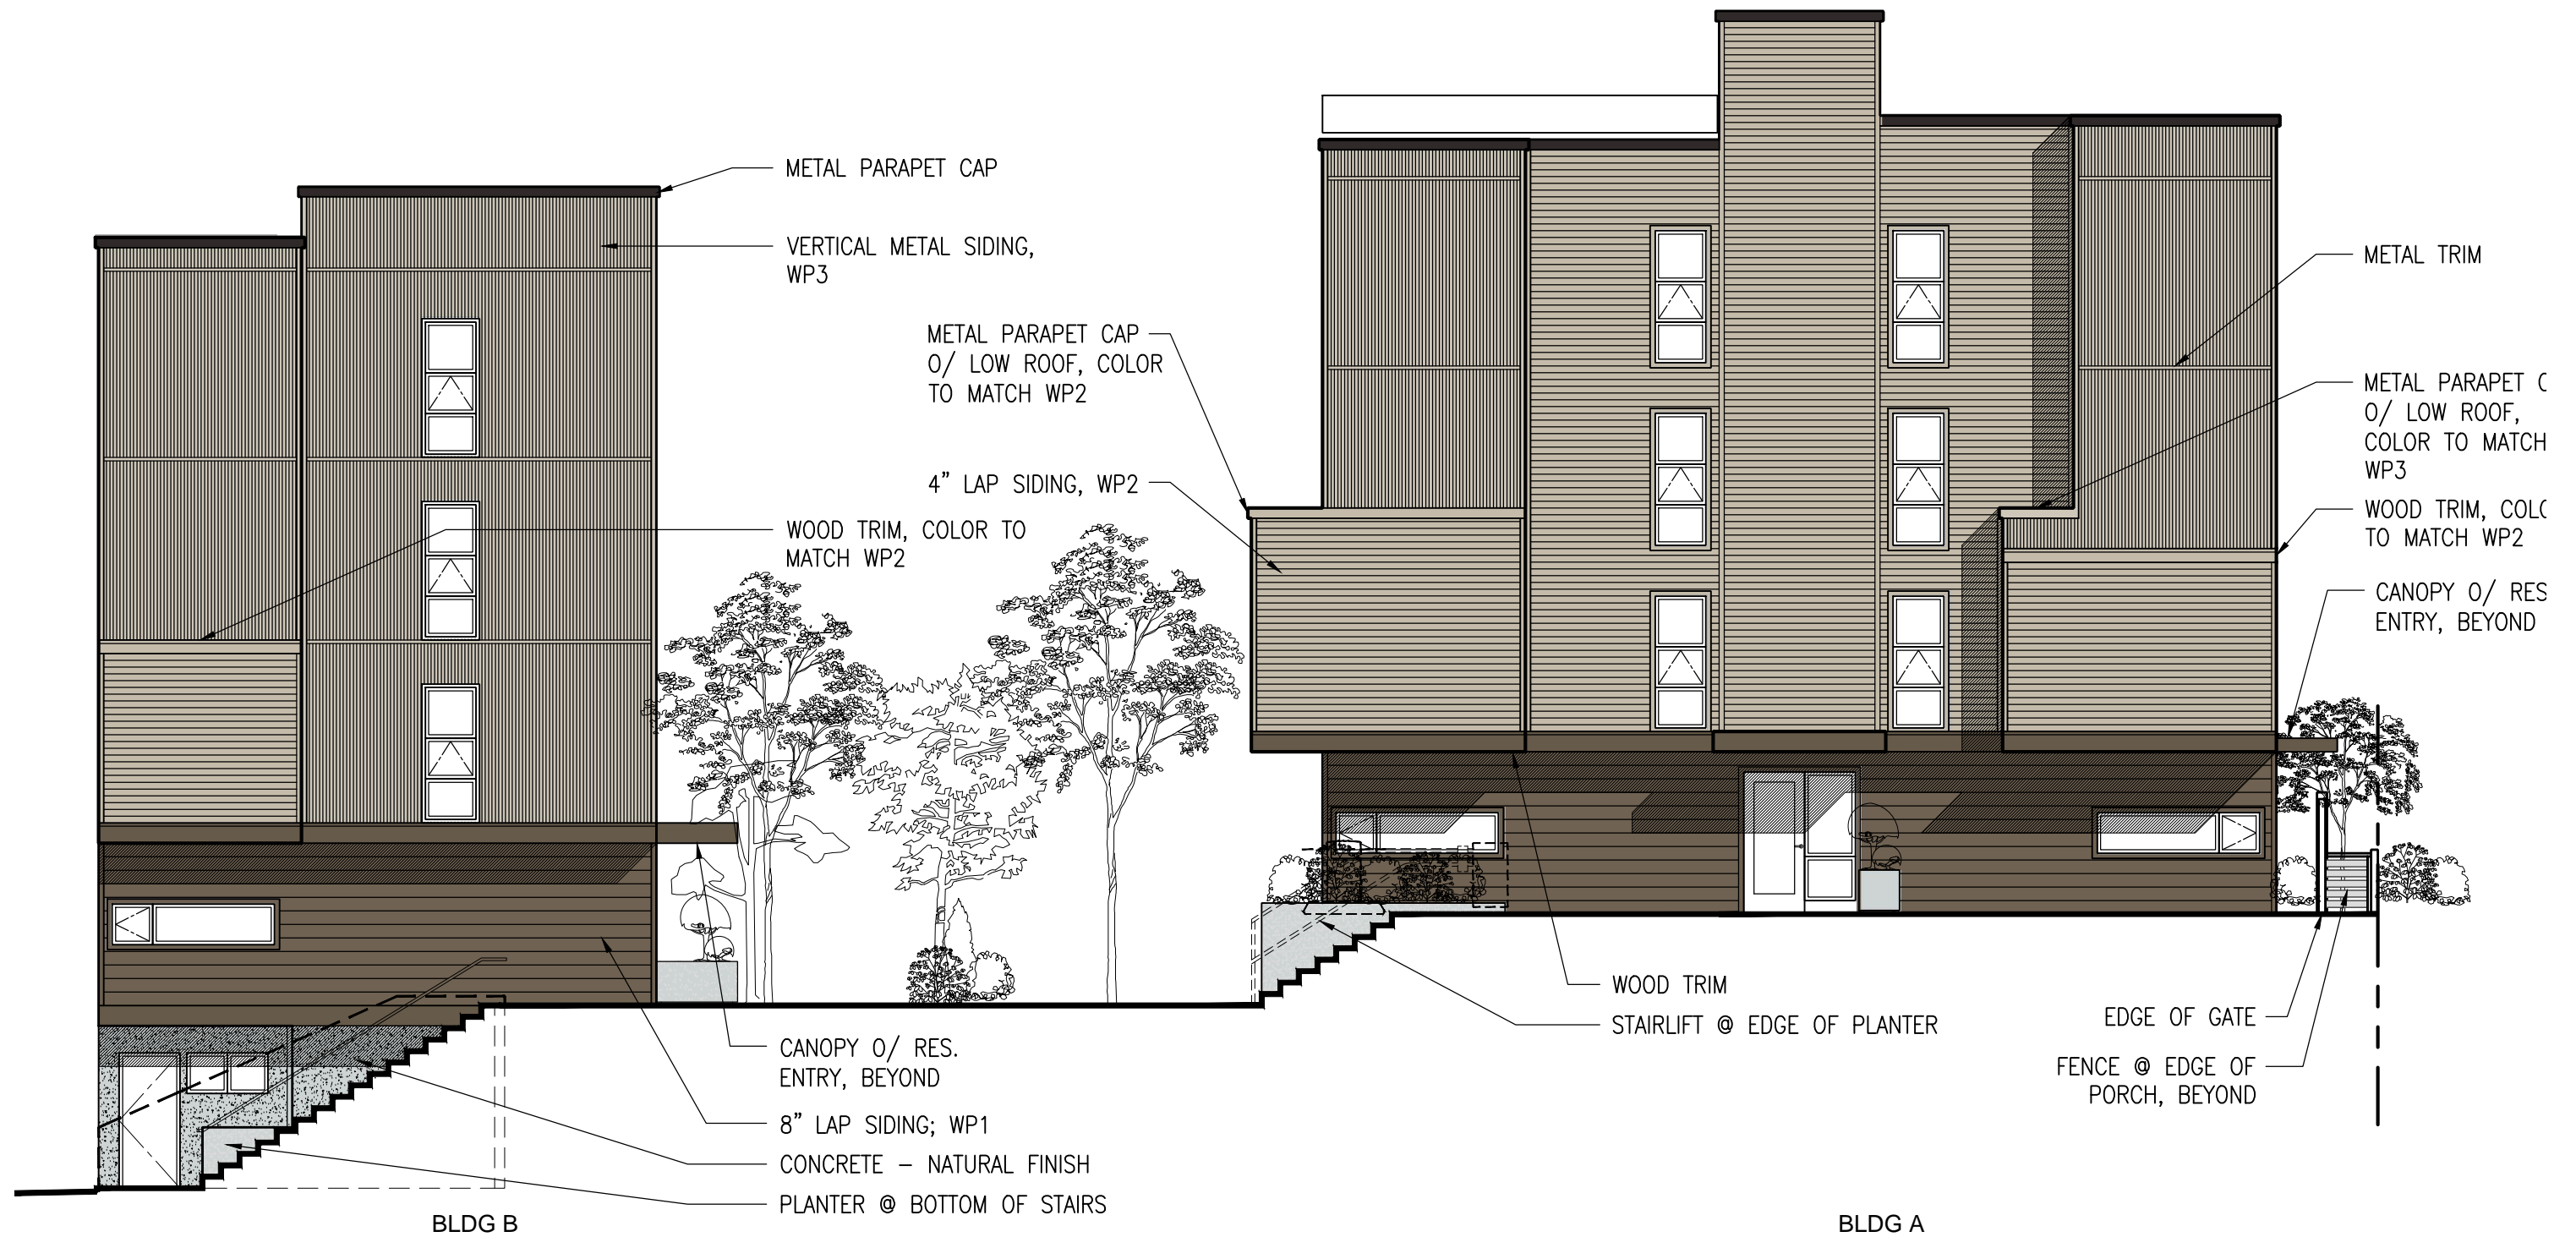 METAL PARAPET CAP
VERTICAL METAL SIDING,
WP3
METAL PARAPET CAP
O/ LOW ROOF, COLOR
TO MATCH WP2
4" LAP SIDING, WP2
WOOD TRIM, COLOR TO
MATCH WP2
METAL TRIM
METAL PARAPET
O/ LOW ROOF,
COLOR TO MATCH
WP3
WOOD TRIM,
TO MATCH WP2
CANOPY O/ RES
ENTRY, BEYOND
WOOD TRIM
STAIRLIFT @ EDGE OF PLANTER
EDGE OF GATE
FENCE @ EDGE OF
PORCH, BEYOND
CANOPY O/ RES.
ENTRY, BEYOND
8" LAP SIDING; WP1
CONCRETE – NATURAL FINISH
PLANTER @ BOTTOM OF STAIRS
BLDG B
BLDG A